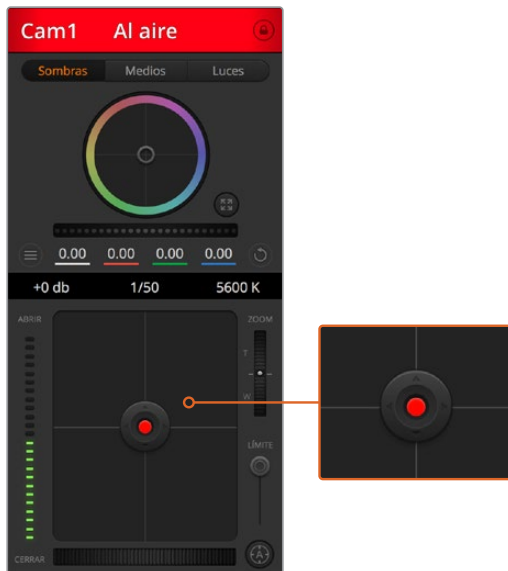 Cam1 Al aire
Sombras Medios Luces
0.00 0.00 0.00 0.00
+0 db 1/50 5600 K
ABRIR ZOOM
T
W
LÍMITE
CERRAR A